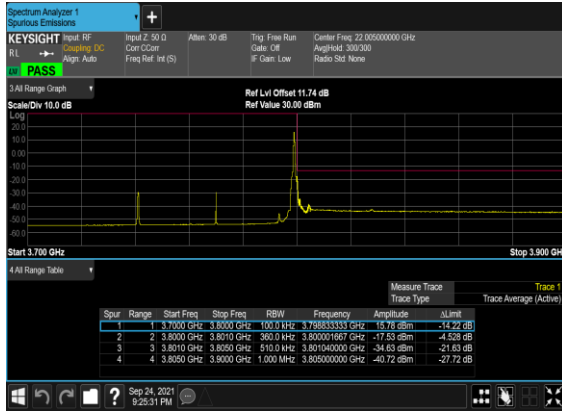 Spectrum Analyzer 1
Spurious Emissions
+
KEYSIGHT Input: RF Input Z: 50 Ω Atten: 30 dB Trig: Free Run Center Freq: 22.005000000 GHz
RL Coupling: DC Corr CCorr Gate: Off Avg|Hold: 300/300
Align: Auto Freq Ref: Int (S) IF Gain: Low Radio Std: None
PASS
3 All Range Graph
Ref Lvl Offset 11.74 dB
Scale/Div 10.0 dB Ref Value 30.00 dBm
Log
20.0
10.0
0.00
-10.0
-20.0
-30.0
-40.0
-50.0
-60.0
Start 3.700 GHz Stop 3.900 GH
4 All Range Table
Measure Trace Trace 1
Trace Type Trace Average (Active)
Spur Range Start Freq Stop Freq RBW Frequency Amplitude ΔLimit
1 1 3.7000 GHz 3.8000 GHz 100.0 kHz 3.798833333 GHz 15.78 dBm -14.22 dB
2 2 3.8000 GHz 3.8010 GHz 360.0 kHz 3.800001667 GHz -17.53 dBm -4.528 dB
3 3 3.8010 GHz 3.8050 GHz 510.0 kHz 3.801040000 GHz -34.63 dBm -21.63 dB
4 4 3.8050 GHz 3.9000 GHz 1.000 MHz 3.805000000 GHz -40.72 dBm -27.72 dB
? Sep 24, 2021
9:25:31 PM